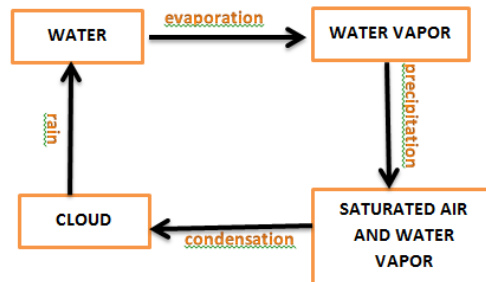 WATER
evaporation
WATER VAPOR
precipitation
SATURATED AIR
AND WATER
VAPOR
condensation
CLOUD
rain